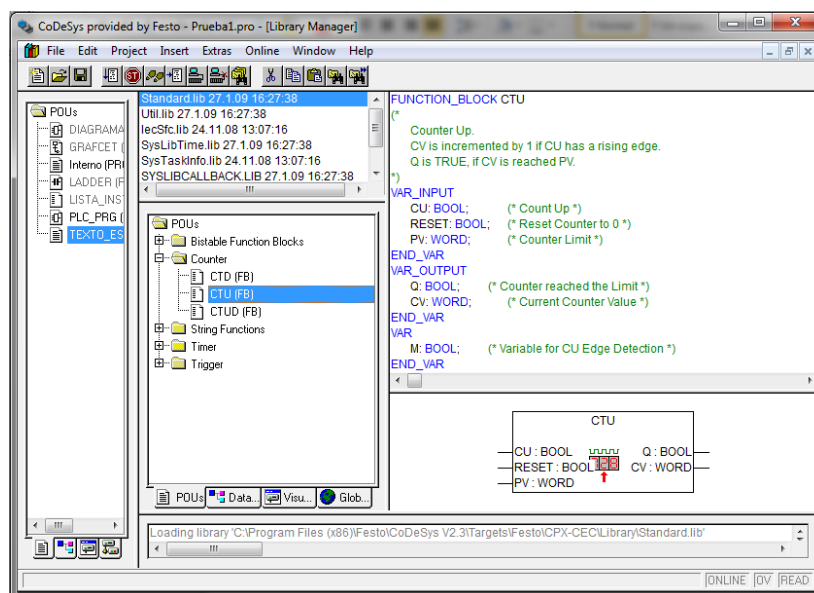 CoDeSys provided by Festo - Prueba1.pro - [Library Manager]
File Edit Project Insert Extras Online Window Help
POUs
DIAGRAMA
GRAFCET (
Interno (PR
LADDER (F
LISTA_INS
PLC_PRG (
TEXTO_ES
Standard.lib 27.1.09 16:27:38
Util.lib 27.1.09 16:27:38
IecSfc.lib 24.11.08 13:07:16
SysLibTime.lib 27.1.09 16:27:38
SysTaskInfo.lib 24.11.08 13:07:16
SYSLIBCALLBACK.LIB 27.1.09 16:27:38
POUs
Bistable Function Blocks
Counter
CTD (FB)
CTU (FB)
CTUD (FB)
String Functions
Timer
Trigger
POUs Data... Visu... Glob...
FUNCTION_BLOCK CTU
(*
Counter Up.
CV is incremented by 1 if CU has a rising edge.
Q is TRUE, if CV is reached PV.
*)
VAR_INPUT
CU: BOOL; (* Count Up *)
RESET: BOOL; (* Reset Counter to 0 *)
PV: WORD; (* Counter Limit *)
END_VAR
VAR_OUTPUT
Q: BOOL; (* Counter reached the Limit *)
CV: WORD; (* Current Counter Value *)
END_VAR
VAR
M: BOOL; (* Variable for CU Edge Detection *)
END_VAR
CTU
CU : BOOL Q : BOOL
RESET : BOOL CV : WORD
PV : WORD
Loading library 'C:\Program Files (x86)\Festo\CoDeSys V2.3\Targets\Festo\CPX-CEC\Library\Standard.lib'
ONLINE OV READ